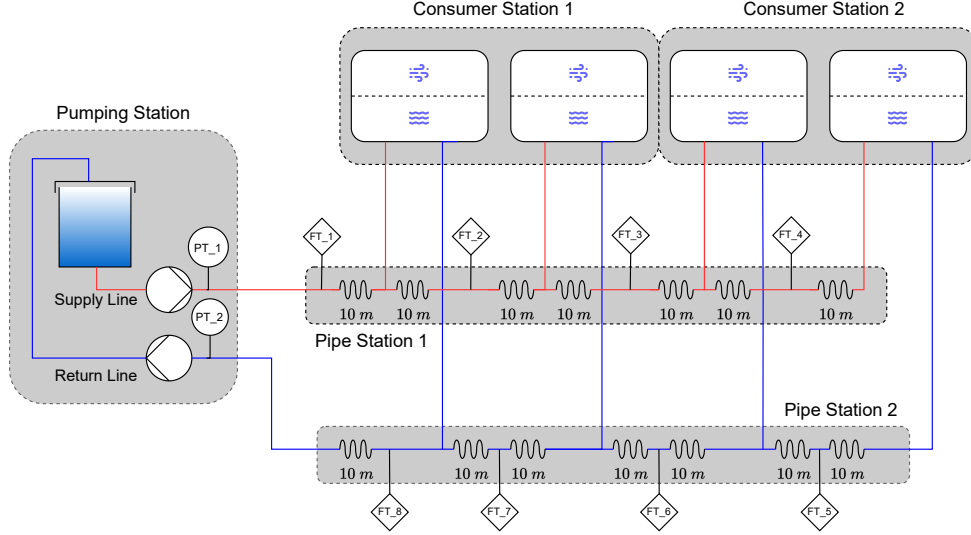 Consumer Station 1
Consumer Station 2
Pumping Station
PT_1
Supply Line
PT_2
Return Line
FT_1
FT_2
FT_3
FT_4
10 m
10 m
10 m
10 m
10 m
10 m
10 m
Pipe Station 1
Pipe Station 2
10 m
10 m
10 m
10 m
10 m
10 m
10 m
FT_8
FT_7
FT_6
FT_5